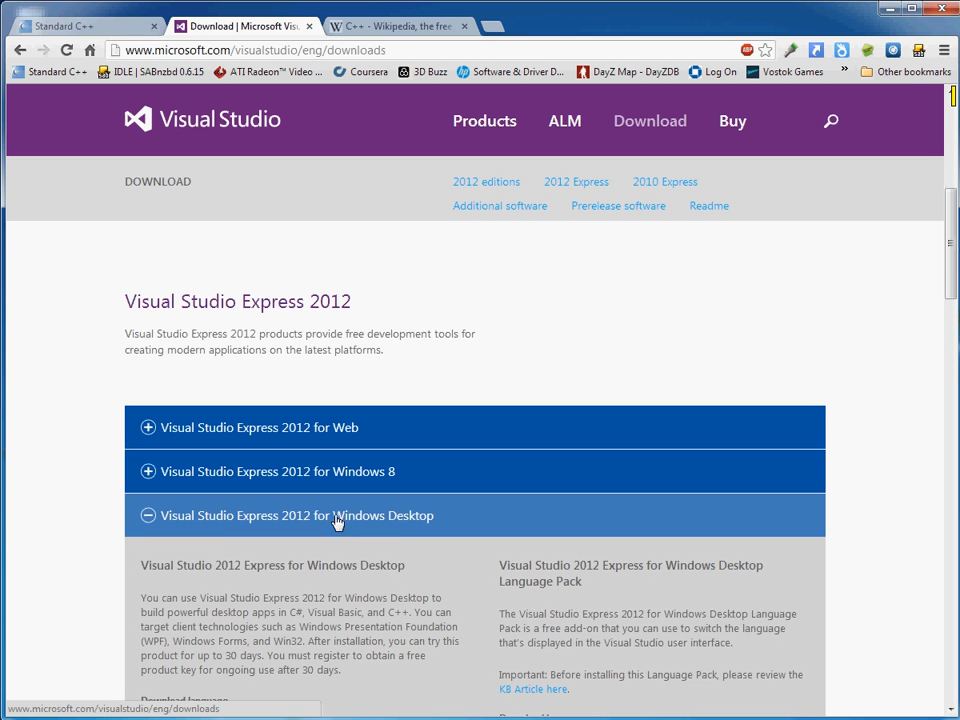 Standard C++
Download | Microsoft Visu
C++ - Wikipedia, the free
www.microsoft.com/visualstudio/eng/downloads
ABP
Standard C++
IDLE | SABnzbd 0.6.15
ATI Radeon™ Video ...
Coursera
3D Buzz
Software & Driver D...
DayZ Map - DayZDB
Log On
Vostok Games
»
Other bookmarks
Visual Studio
Products
ALM
Download
Buy
DOWNLOAD
2012 editions
2012 Express
2010 Express
Additional software
Prerelease software
Readme
Visual Studio Express 2012
Visual Studio Express 2012 products provide free development tools for
creating modern applications on the latest platforms.
Visual Studio Express 2012 for Web
Visual Studio Express 2012 for Windows 8
Visual Studio Express 2012 for Windows Desktop
Visual Studio 2012 Express for Windows Desktop
You can use Visual Studio Express 2012 for Windows Desktop to
build powerful desktop apps in C#, Visual Basic, and C++. You can
target client technologies such as Windows Presentation Foundation
(WPF), Windows Forms, and Win32. After installation, you can try this
product for up to 30 days. You must register to obtain a free
product key for ongoing use after 30 days.
Download language
Visual Studio 2012 Express for Windows Desktop
Language Pack
The Visual Studio Express 2012 for Windows Desktop Language
Pack is a free add-on that you can use to switch the language
that's displayed in the Visual Studio user interface.
Important: Before installing this Language Pack, please review the
KB Article here.
www.microsoft.com/visualstudio/eng/downloads